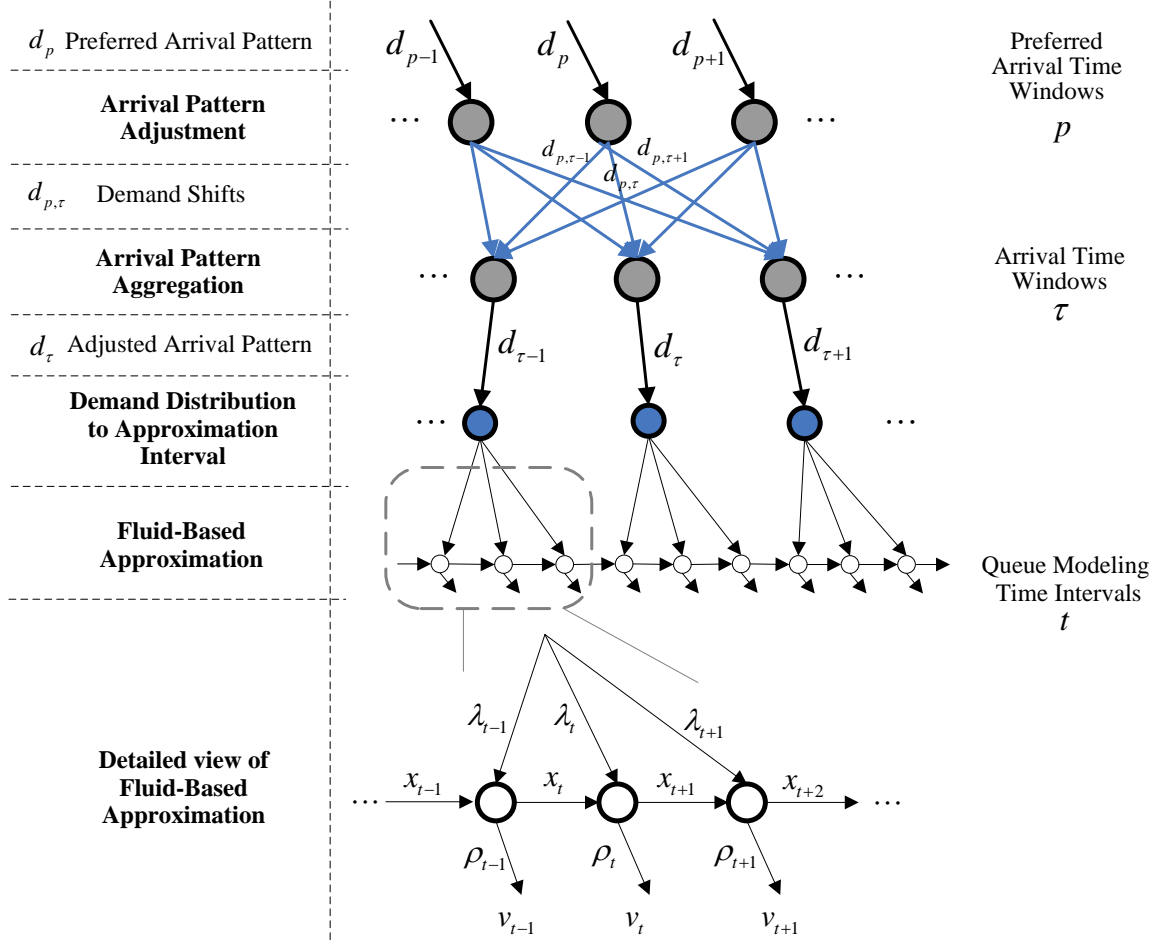 d_p Preferred Arrival Pattern
d_{p-1}
d_p
d_{p+1}
Preferred
Arrival Time
Windows
p
Arrival Pattern
Adjustment
...
...
d_{p,τ-1}
d_{p,τ+1}
d_{p,τ}
d_{p,τ} Demand Shifts
Arrival Pattern
Aggregation
...
...
Arrival Time
Windows
τ
d_τ Adjusted Arrival Pattern
d_{τ-1}
d_τ
d_{τ+1}
Demand Distribution
to Approximation
Interval
...
...
Fluid-Based
Approximation
Queue Modeling
Time Intervals
t
Detailed view of
Fluid-Based
Approximation
λ_{t-1}
λ_t
λ_{t+1}
...
x_{t-1}
x_t
x_{t+1}
x_{t+2}
...
ρ_{t-1}
ρ_t
ρ_{t+1}
v_{t-1}
v_t
v_{t+1}